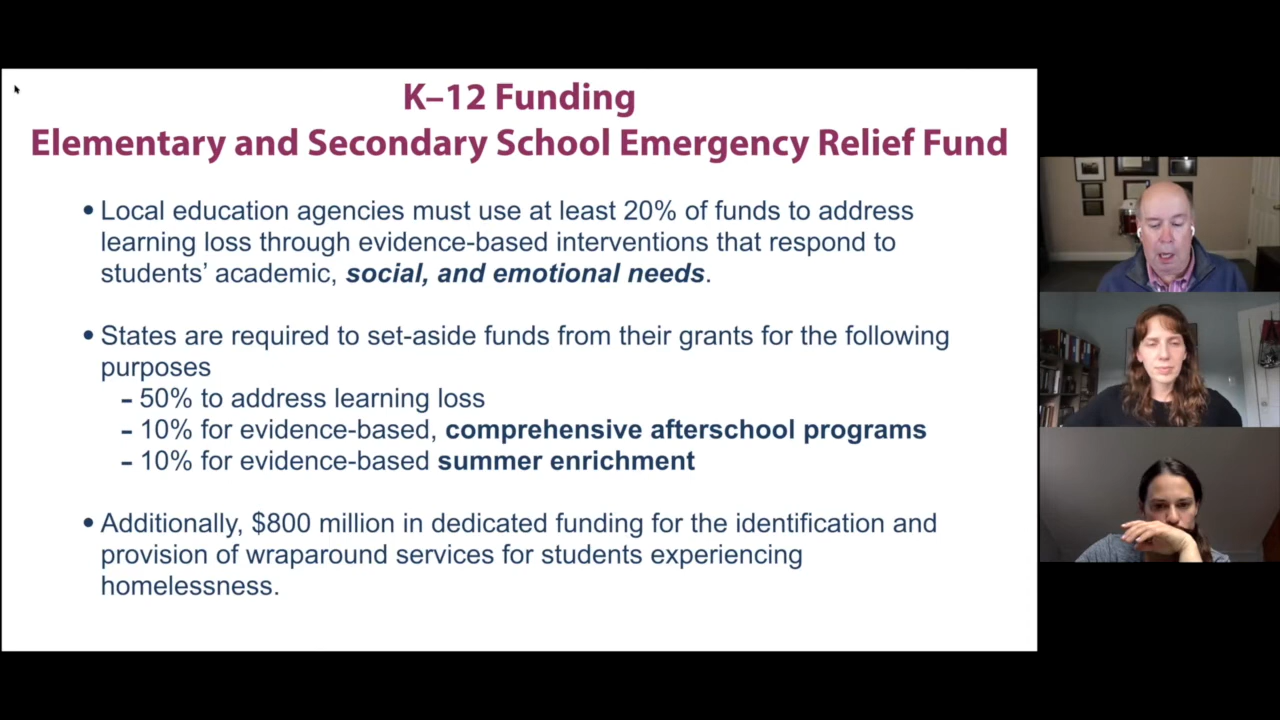 K–12 Funding
Elementary and Secondary School Emergency Relief Fund
• Local education agencies must use at least 20% of funds to address
learning loss through evidence-based interventions that respond to
students’ academic, social, and emotional needs.
• States are required to set-aside funds from their grants for the following
purposes
– 50% to address learning loss
– 10% for evidence-based, comprehensive afterschool programs
– 10% for evidence-based summer enrichment
• Additionally, $800 million in dedicated funding for the identification and
provision of wraparound services for students experiencing
homelessness.